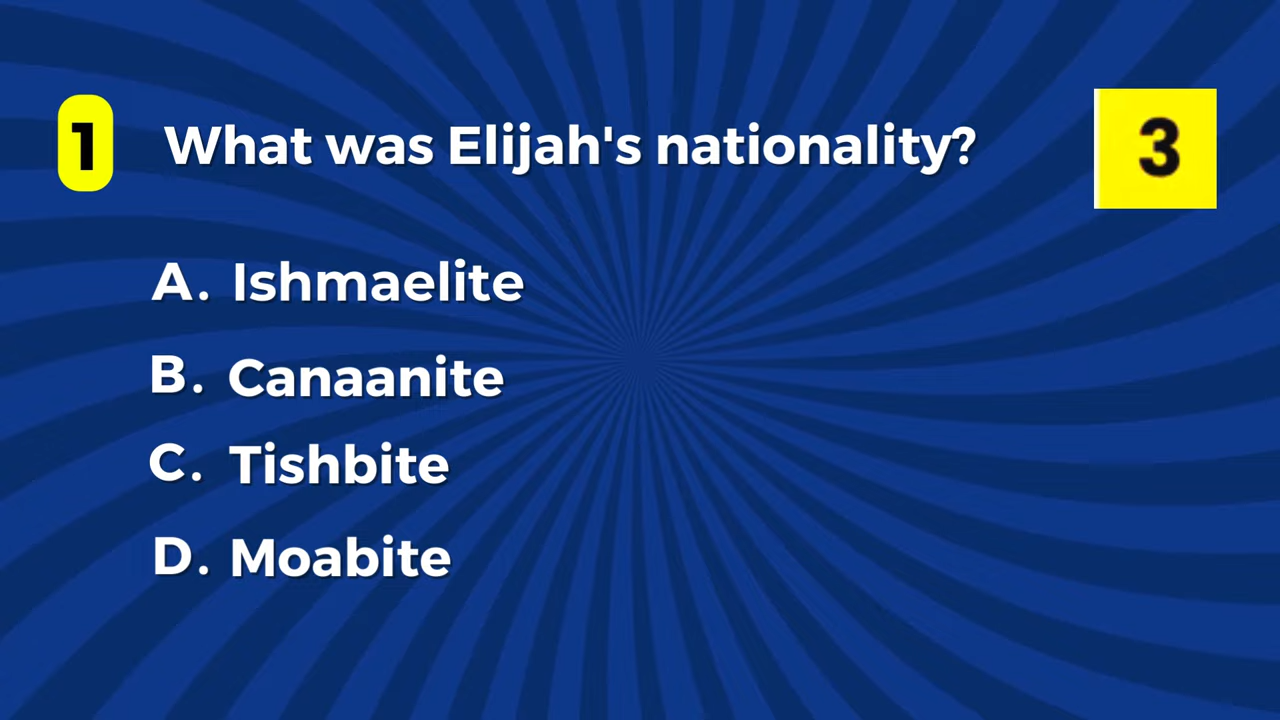 1 What was Elijah's nationality? 3
A. Ishmaelite
B. Canaanite
C. Tishbite
D. Moabite